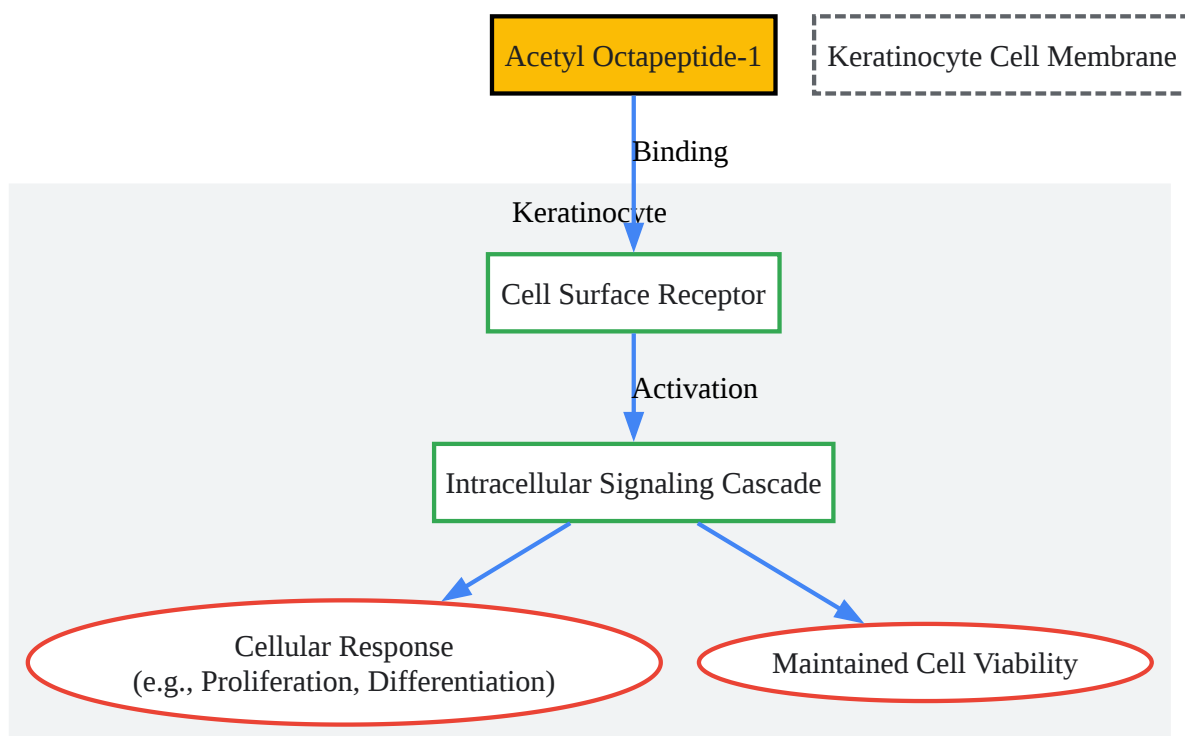 Acetyl Octapeptide-1
Keratinocyte Cell Membrane
Binding
Keratinocyte
Cell Surface Receptor
Activation
Intracellular Signaling Cascade
Cellular Response
(e.g., Proliferation, Differentiation)
Maintained Cell Viability